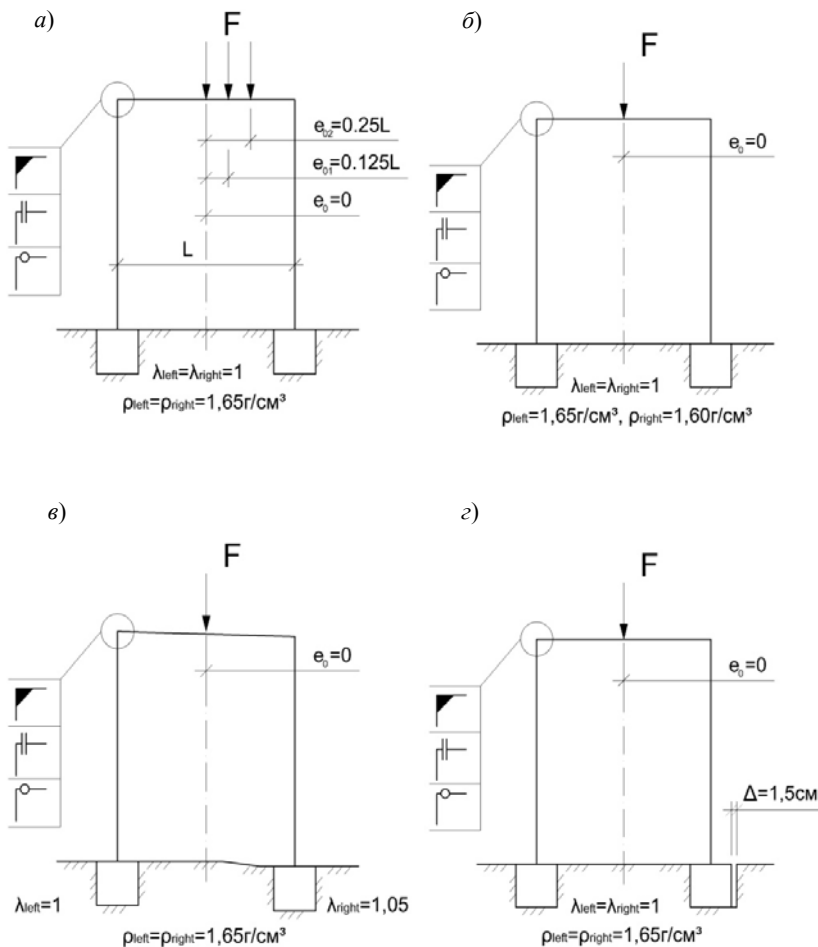 а)
F
e₀₂=0.25L
e₀₁=0.125L
e₀=0
L
λleft=λright=1
ρleft=ρright=1,65г/см³
б)
F
e₀=0
λleft=λright=1
ρleft=1,65г/см³, ρright=1,60г/см³
в)
F
e₀=0
λleft=1
λright=1,05
ρleft=ρright=1,65г/см³
г)
F
e₀=0
Δ=1,5см
λleft=λright=1
ρleft=ρright=1,65г/см³